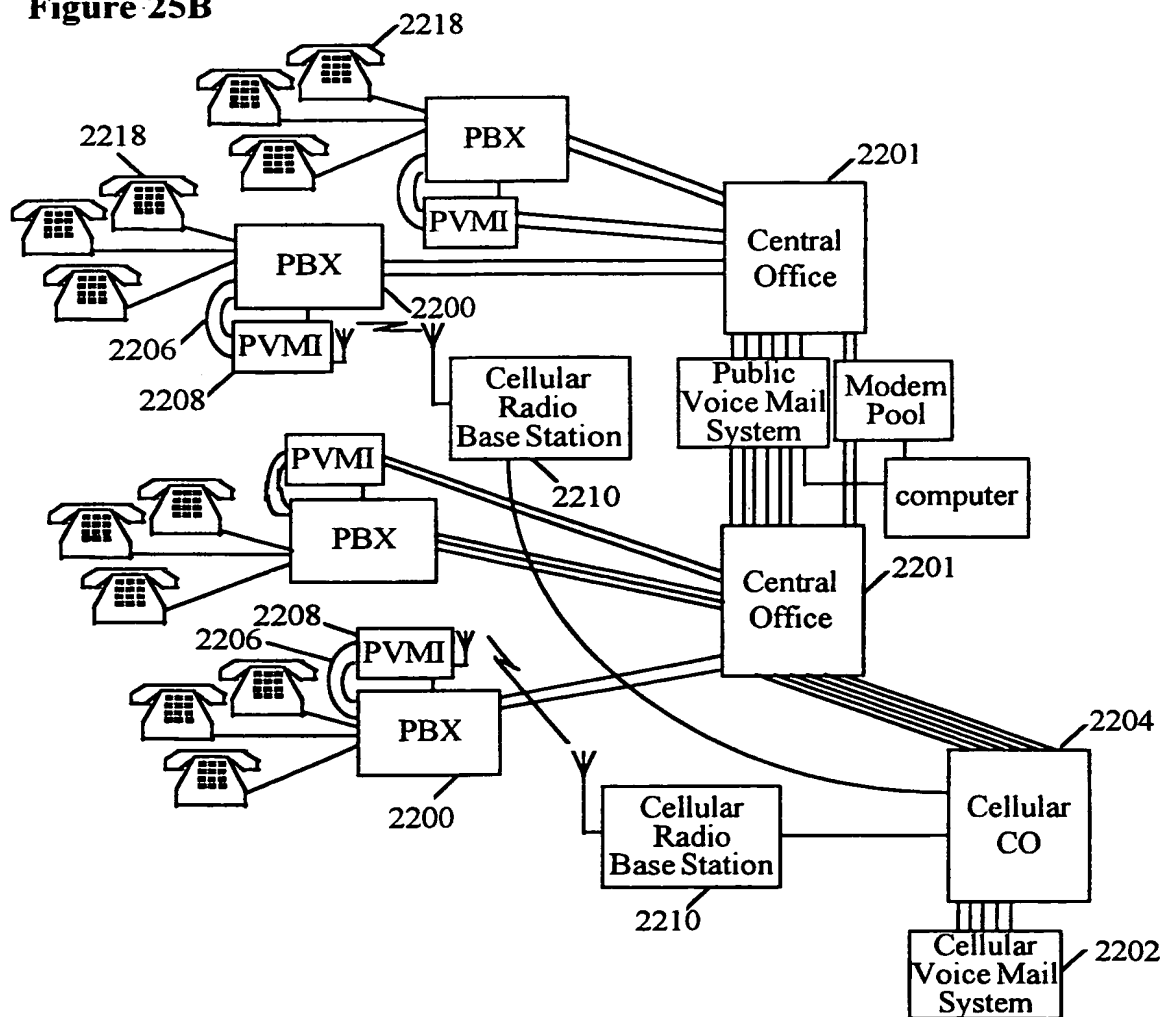 Figure 25B
2218
PBX
2218
2201
PVMI
Central
Office
PBX
2200
2206
PVMI
2208
Cellular
Radio
Base Station
Public
Voice Mail
System
Modem
Pool
PVMI
2210
computer
PBX
2201
Central
Office
2208
2206
PVMI
PBX
2204
2200
Cellular
Radio
Base Station
Cellular
CO
2210
Cellular
Voice Mail
System
2202